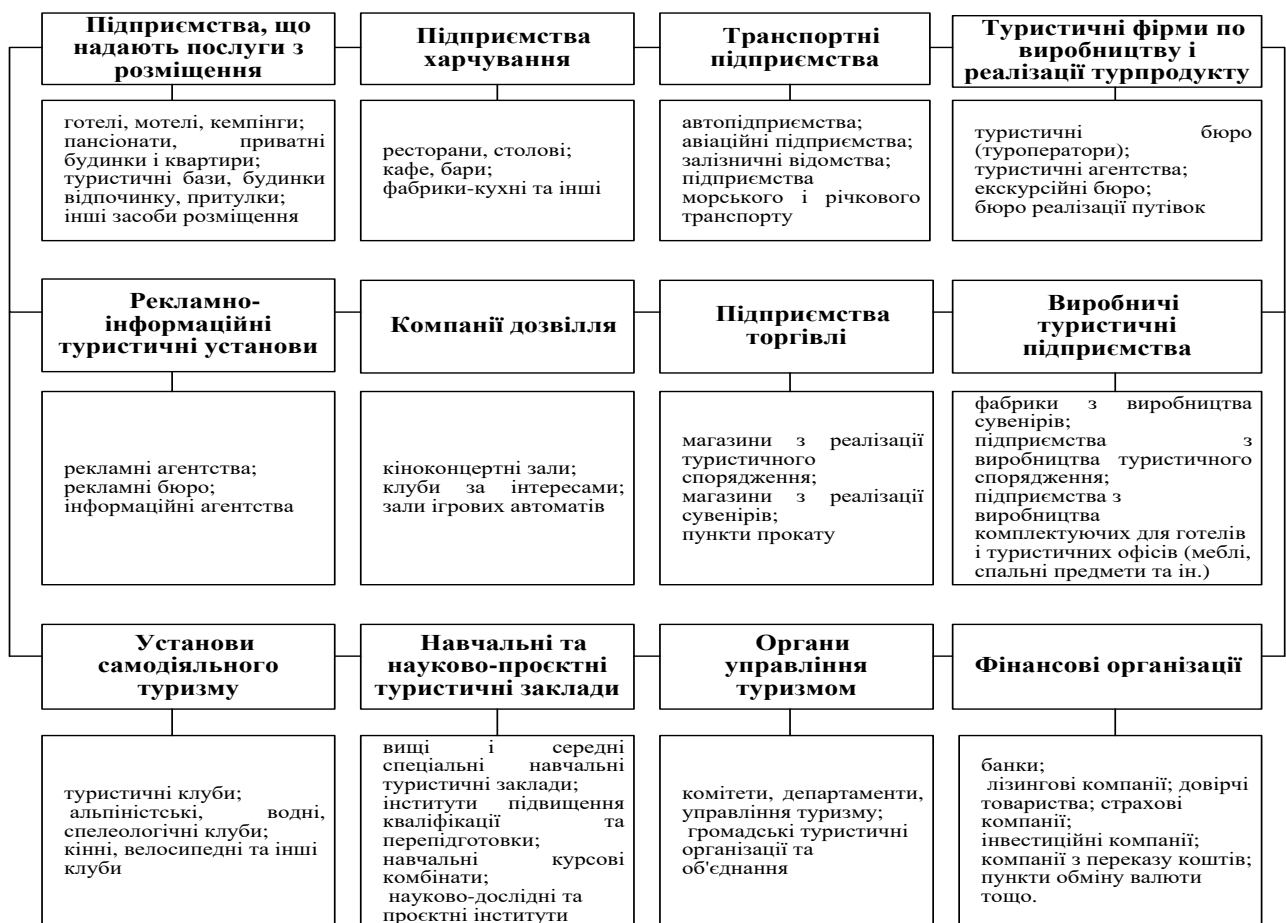 Підприємства, що
надають послуги з
розміщення
Підприємства
харчування
Транспортні
підприємства
Туристичні фірми по
виробництву і
реалізації турпродукту
готелі, мотелі, кемпінги;
пансіонати, приватні
будинки і квартири;
туристичні бази, будинки
відпочинку, притулки;
інші засоби розміщення
ресторани, столові;
кафе, бари;
фабрики-кухні та інші
автопідприємства;
авіаційні підприємства;
залізничні відомства;
підприємства
морського і річкового
транспорту
туристичні бюро
(туроператори);
туристичні агентства;
екскурсійні бюро;
бюро реалізації путівок
Рекламно-
інформаційні
туристичні установи
Компанії дозвілля
Підприємства
торгівлі
Виробничі
туристичні
підприємства
рекламні агентства;
рекламні бюро;
інформаційні агентства
кіноконцертні зали;
клуби за інтересами;
зали ігрових автоматів
магазини з реалізації
туристичного
спорядження;
магазини з реалізації
сувенірів;
пункти прокату
фабрики з виробництва
сувенірів;
підприємства з
виробництва туристичного
спорядження;
підприємства з
виробництва
комплектуючих для готелів
і туристичних офісів (меблі,
спальні предмети та ін.)
Установи
самодіяльного
туризму
Навчальні та
науково-проєктні
туристичні заклади
Органи
управління
туризмом
Фінансові організації
туристичні клуби;
альпіністські, водні,
спелеологічні клуби;
кінні, велосипедні та інші
клуби
вищі і середні
спеціальні навчальні
туристичні заклади;
інститути підвищення
кваліфікації та
перепідготовки;
навчальні курсові
комбінати;
науково-дослідні та
проєктні інститути
комітети, департаменти,
управління туризму;
громадські туристичні
організації та
об'єднання
банки;
лізингові компанії; довірчі
товариства; страхові
компанії;
інвестиційні компанії;
компанії з переказу коштів;
пункти обміну валюти
тощо.